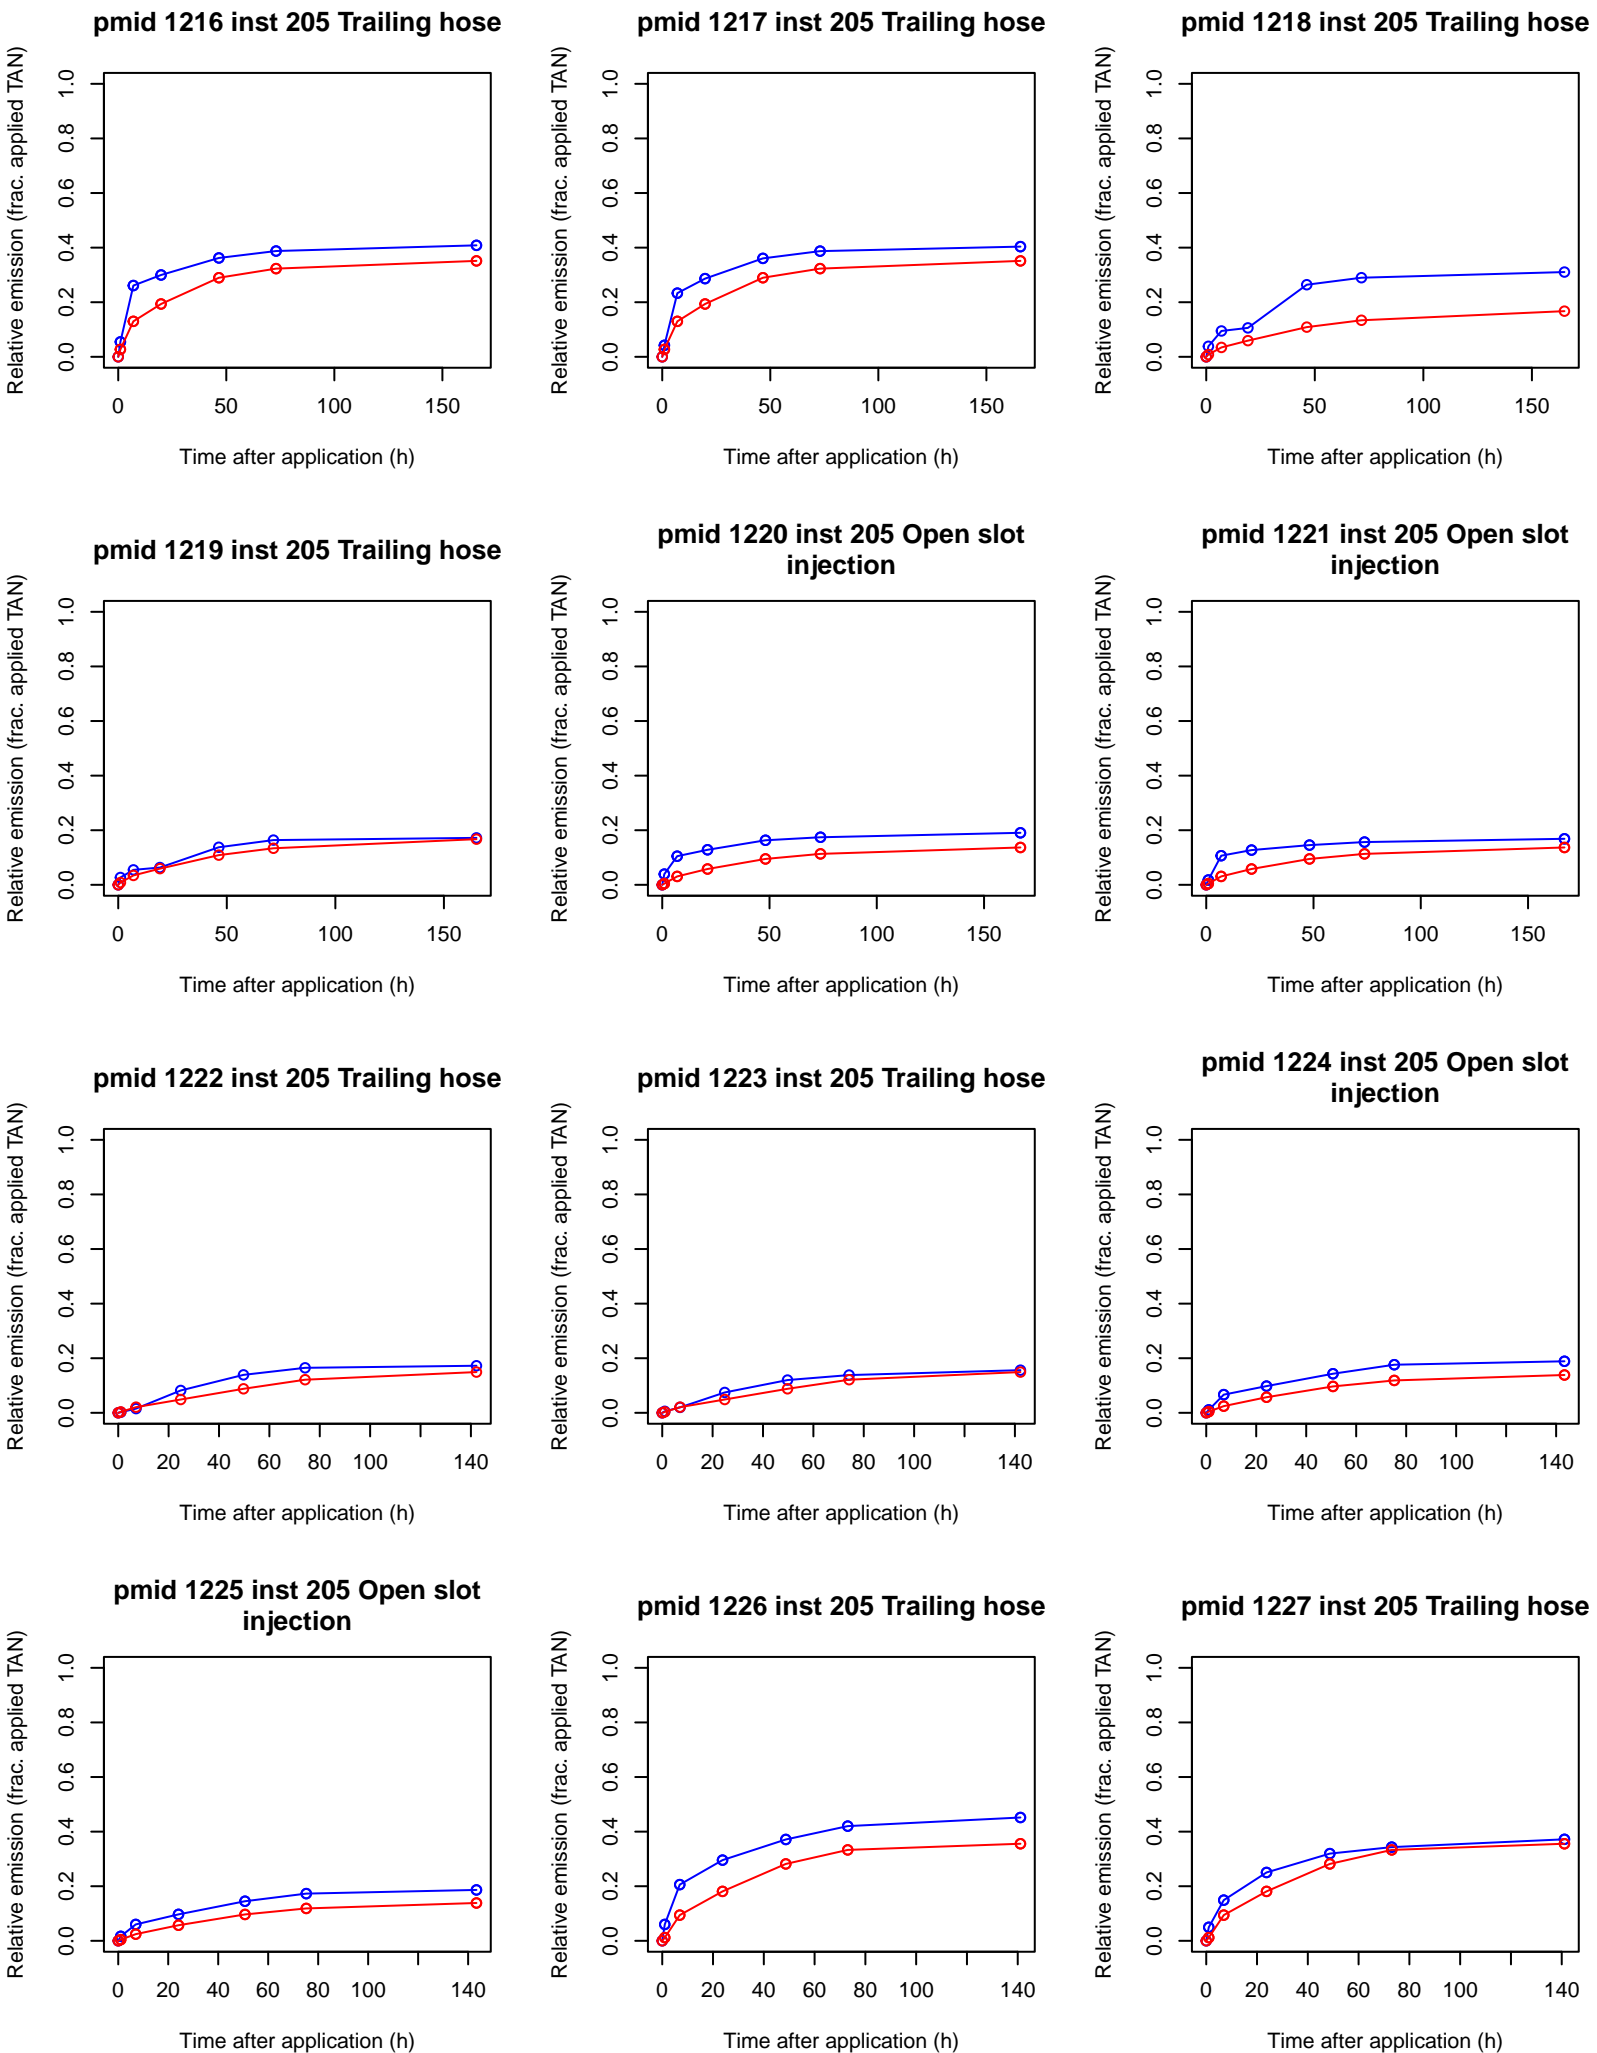 pmid 1216 inst 205 Trailing hose
Relative emission (frac. applied TAN)
1.0
0.8
0.6
0.4
0.2
0.0
0 50 100 150
Time after application (h)
pmid 1217 inst 205 Trailing hose
Relative emission (frac. applied TAN)
1.0
0.8
0.6
0.4
0.2
0.0
0 50 100 150
Time after application (h)
pmid 1218 inst 205 Trailing hose
Relative emission (frac. applied TAN)
1.0
0.8
0.6
0.4
0.2
0.0
0 50 100 150
Time after application (h)
pmid 1219 inst 205 Trailing hose
Relative emission (frac. applied TAN)
1.0
0.8
0.6
0.4
0.2
0.0
0 50 100 150
Time after application (h)
pmid 1220 inst 205 Open slot
injection
Relative emission (frac. applied TAN)
1.0
0.8
0.6
0.4
0.2
0.0
0 50 100 150
Time after application (h)
pmid 1221 inst 205 Open slot
injection
Relative emission (frac. applied TAN)
1.0
0.8
0.6
0.4
0.2
0.0
0 50 100 150
Time after application (h)
pmid 1222 inst 205 Trailing hose
Relative emission (frac. applied TAN)
1.0
0.8
0.6
0.4
0.2
0.0
0 20 40 60 80 100 140
Time after application (h)
pmid 1223 inst 205 Trailing hose
Relative emission (frac. applied TAN)
1.0
0.8
0.6
0.4
0.2
0.0
0 20 40 60 80 100 140
Time after application (h)
pmid 1224 inst 205 Open slot
injection
Relative emission (frac. applied TAN)
1.0
0.8
0.6
0.4
0.2
0.0
0 20 40 60 80 100 140
Time after application (h)
pmid 1225 inst 205 Open slot
injection
Relative emission (frac. applied TAN)
1.0
0.8
0.6
0.4
0.2
0.0
0 20 40 60 80 100 140
Time after application (h)
pmid 1226 inst 205 Trailing hose
Relative emission (frac. applied TAN)
1.0
0.8
0.6
0.4
0.2
0.0
0 20 40 60 80 100 140
Time after application (h)
pmid 1227 inst 205 Trailing hose
Relative emission (frac. applied TAN)
1.0
0.8
0.6
0.4
0.2
0.0
0 20 40 60 80 100 140
Time after application (h)